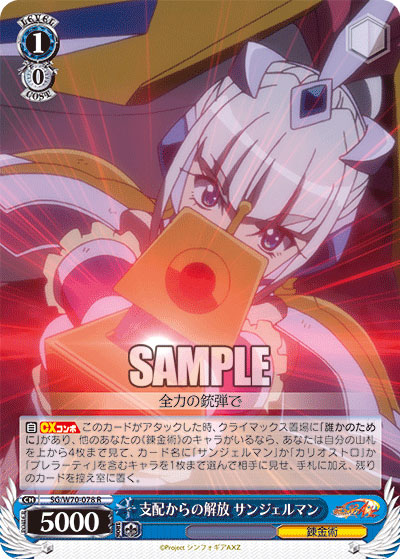 LEVEL
1
0
COST
SAMPLE
全力の銃弾で
CXコンボ このカードがアタックした時、クライマックス置場に「誰かのため
に」があり、他のあなたの《錬金術》のキャラがいるなら、あなたは自分の山札
を上から4枚まで見て、カード名に「サンジェルマン」か「カリオストロ」か
「プレラーティ」を含むキャラを1枚まで選んで相手に見せ、手札に加え、残り
のカードを控え室に置く。
CH SG/W70-078 R
5000
支配からの解放 サンジェルマン
錬金術
©Project シンフォギアAXZ